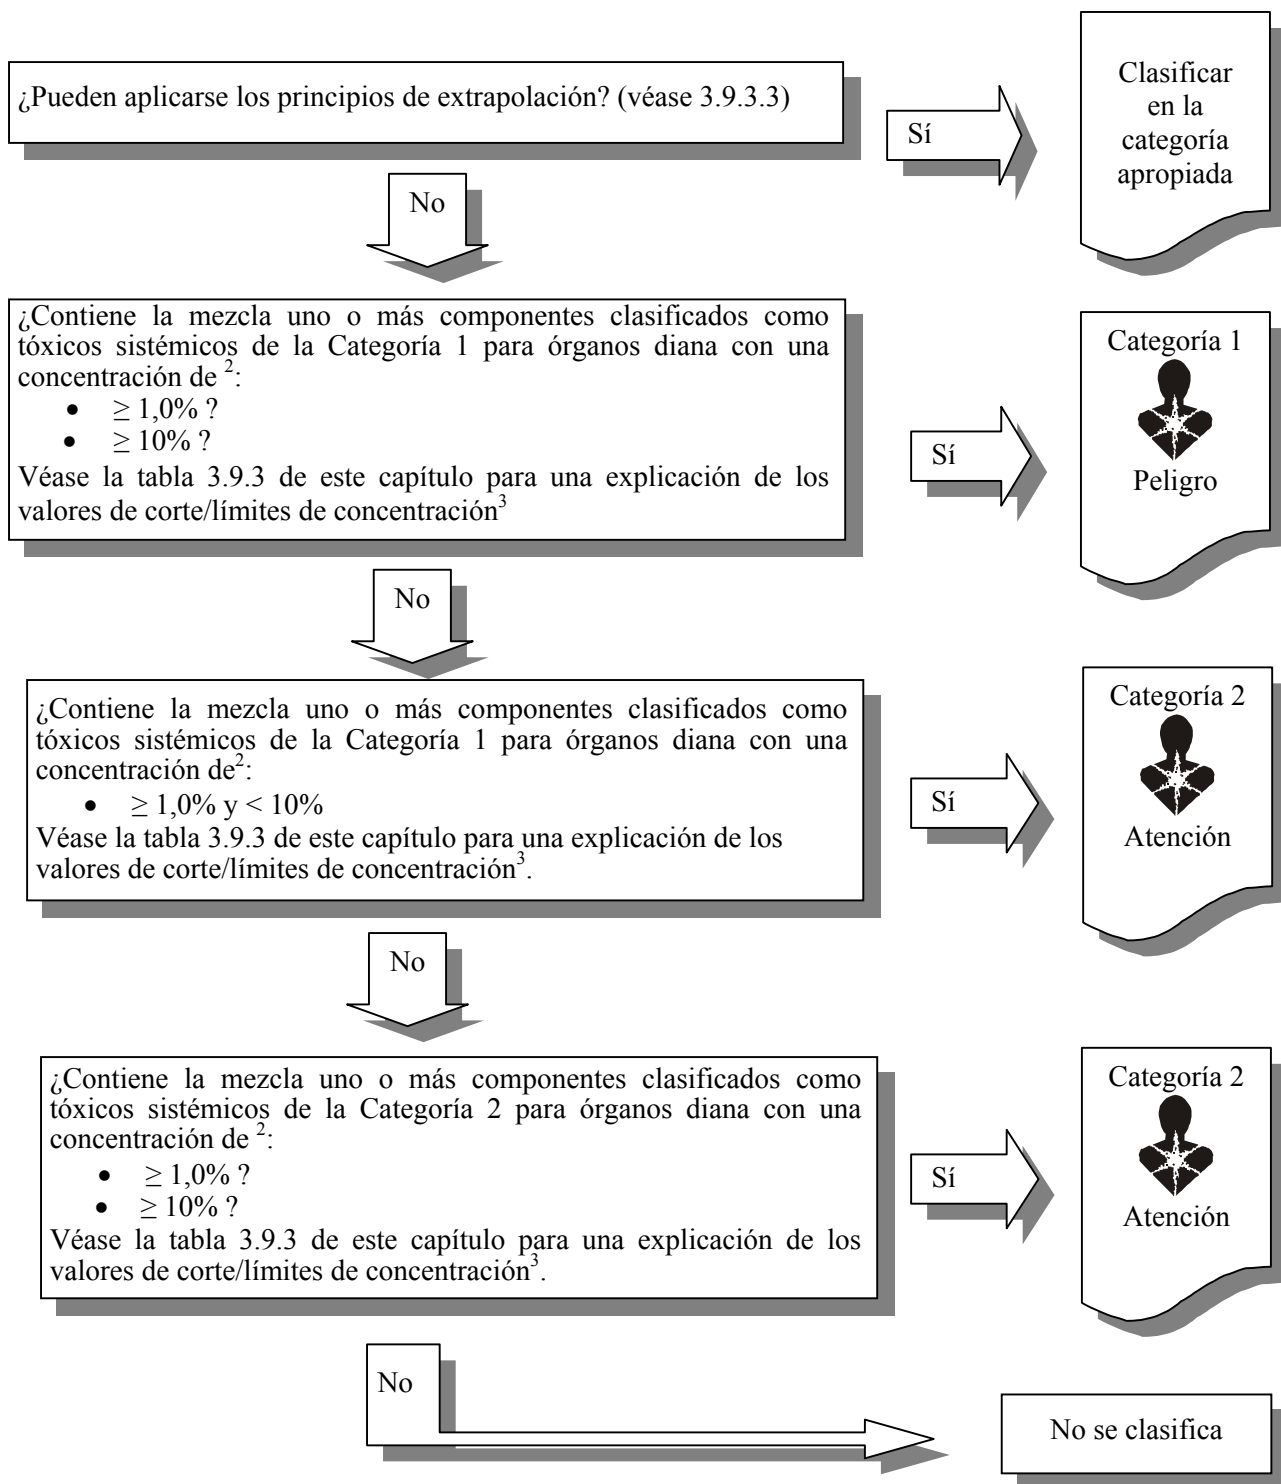 ¿Pueden aplicarse los principios de extrapolación? (véase 3.9.3.3)
Sí
Clasificar
en la
categoría
apropiada
No
¿Contiene la mezcla uno o más componentes clasificados como
tóxicos sistémicos de la Categoría 1 para órganos diana con una
concentración de ²:
• ≥ 1,0% ?
• ≥ 10% ?
Véase la tabla 3.9.3 de este capítulo para una explicación de los
valores de corte/límites de concentración³
Sí
Categoría 1
Peligro
No
¿Contiene la mezcla uno o más componentes clasificados como
tóxicos sistémicos de la Categoría 1 para órganos diana con una
concentración de²:
• ≥ 1,0% y < 10%
Véase la tabla 3.9.3 de este capítulo para una explicación de los
valores de corte/límites de concentración³.
Sí
Categoría 2
Atención
No
¿Contiene la mezcla uno o más componentes clasificados como
tóxicos sistémicos de la Categoría 2 para órganos diana con una
concentración de ²:
• ≥ 1,0% ?
• ≥ 10% ?
Véase la tabla 3.9.3 de este capítulo para una explicación de los
valores de corte/límites de concentración³.
Sí
Categoría 2
Atención
No
No se clasifica